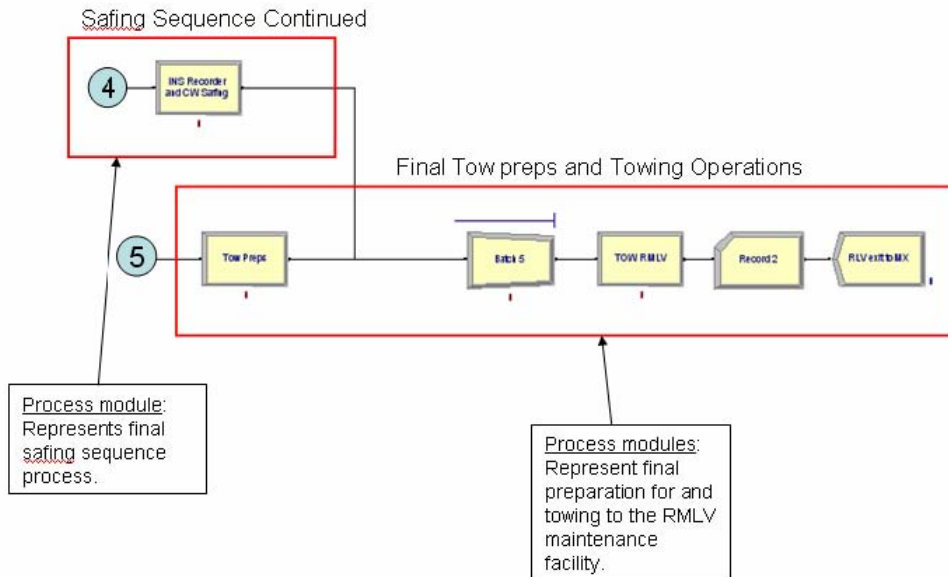 Safing Sequence Continued
4
INS Recorder
and CW Safing
Final Tow preps and Towing Operations
5
Tow Preps
Batch 5
TOW RMLV
Record 2
RLV exit to MX
Process module:
Represents final
safing sequence
process.
Process modules:
Represent final
preparation for and
towing to the RMLV
maintenance
facility.